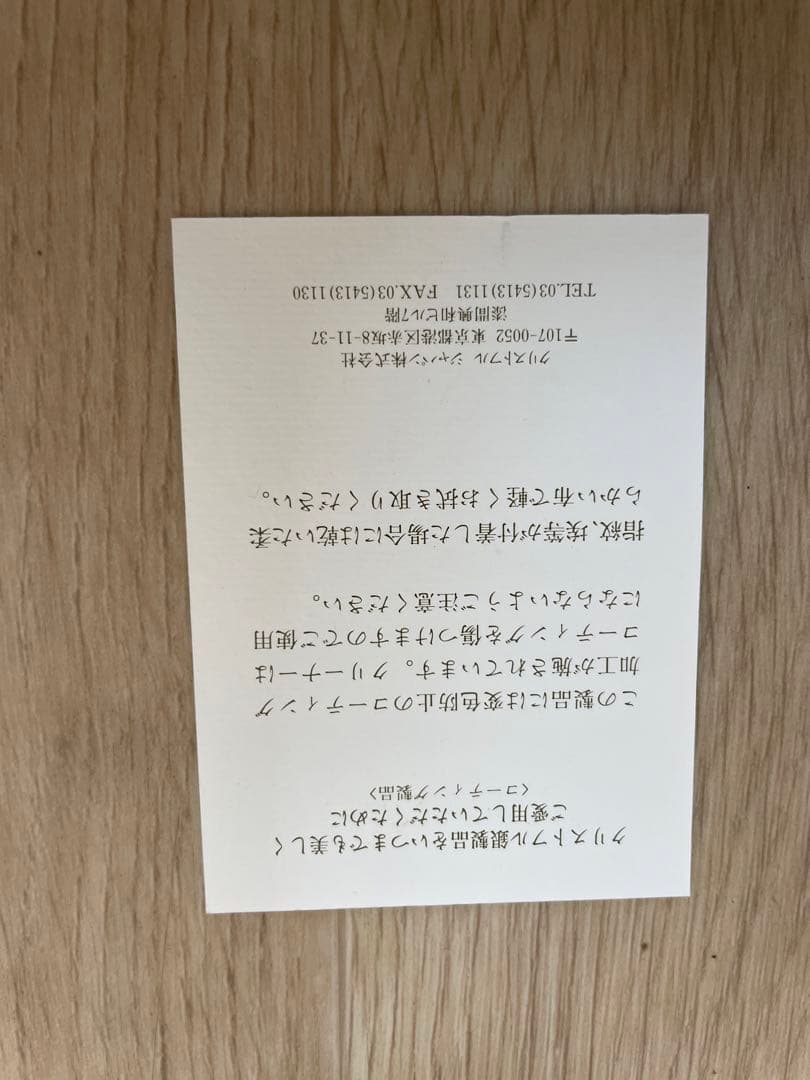 クリストフル銀製品をいつまでも美しく
ご愛用していただくために
〈コーティング製品〉
この製品には変色防止のコーティング
加工が施されています。クリーナーは
コーティングを傷つけますのでご使用
にならないようご注意ください。
指紋、埃等が付着した場合には乾いた柔
らかい布で軽くお拭き取りください。
クリストフル ジャパン株式会社
〒107-0052 東京都港区赤坂8-11-37
漆間興和ビル7階
TEL.03(5413)1131 FAX.03(5413)1130